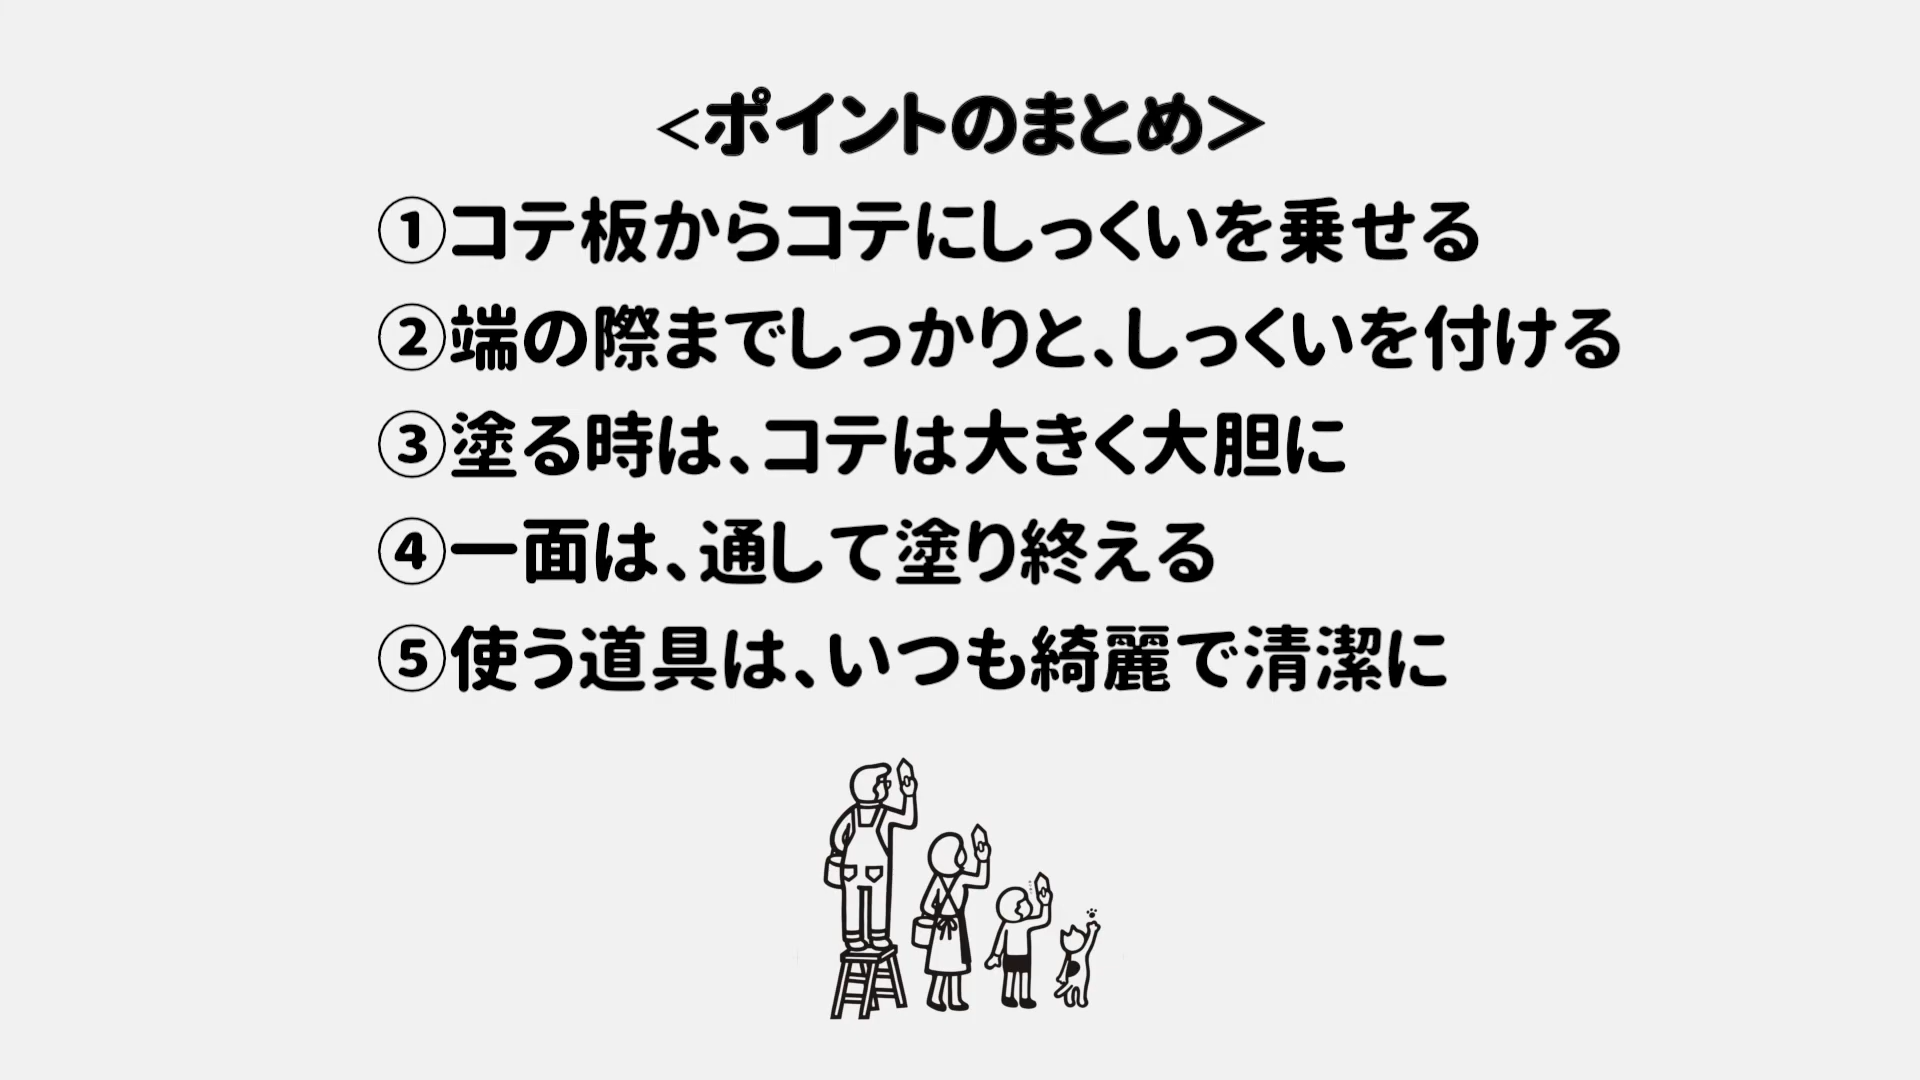 <ポイントのまとめ>
①コテ板からコテにしっくいを乗せる
②端の際までしっかりと、しっくいを付ける
③塗る時は、コテは大きく大胆に
④一面は、通して塗り終える
⑤使う道具は、いつも綺麗で清潔に